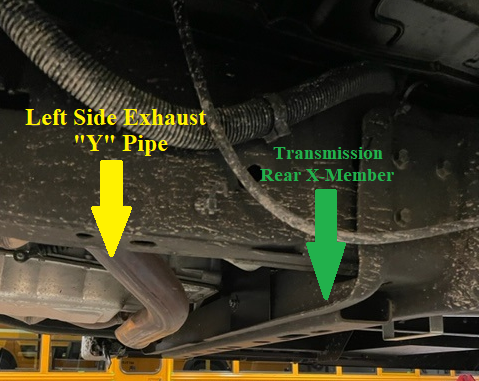 Left Side Exhaust
"Y" Pipe
Transmission
Rear X-Member